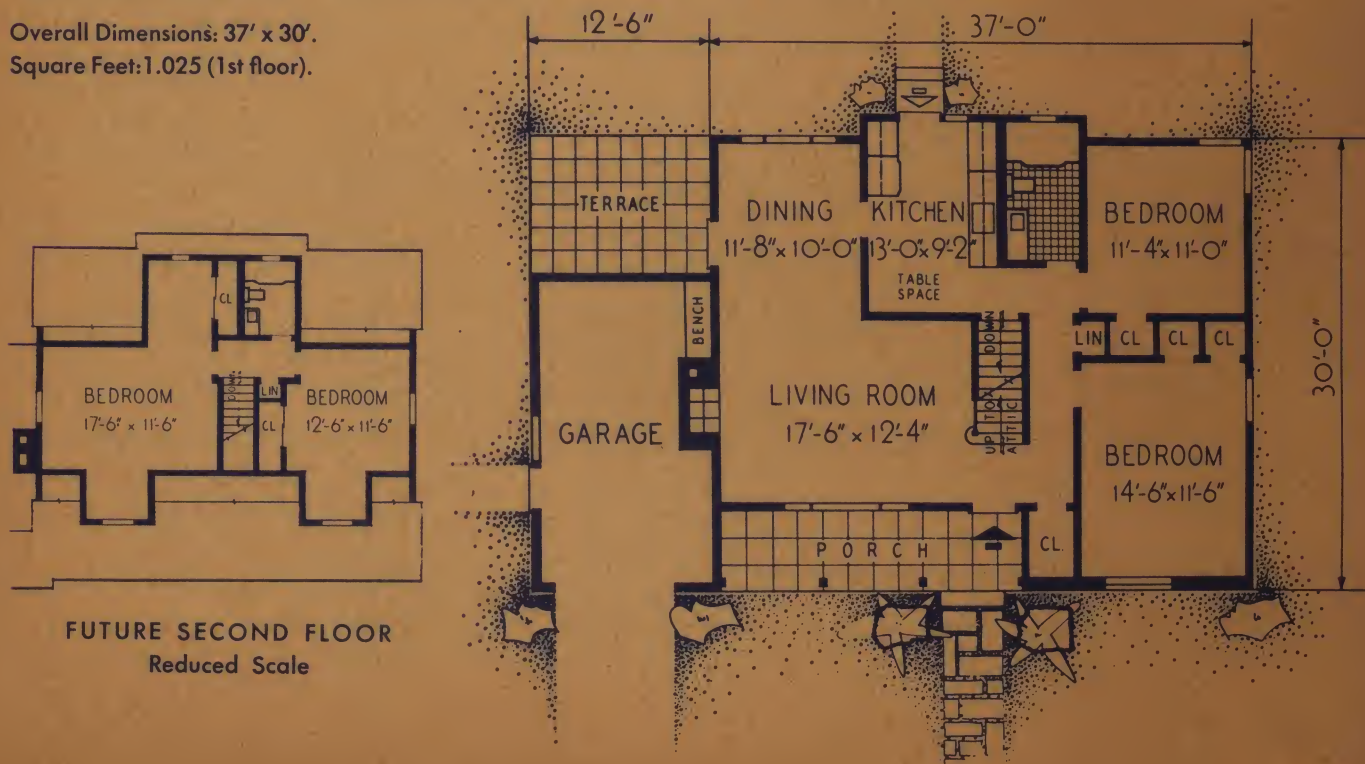 Overall Dimensions: 37' x 30'.
Square Feet: 1.025 (1st floor).
12'-6"
37'-0"
TERRACE
DINING
11'-8" x 10'-0"
KITCHEN
13'-0" x 9'-2"
TABLE
SPACE
BEDROOM
11'-4" x 11'-0"
BENCH
DOWN
LIN
CL
CL
CL
30'-0"
GARAGE
LIVING ROOM
17'-6" x 12'-4"
UP TO
ATTIC
BEDROOM
14'-6" x 11'-6"
PORCH
CL.
CL
BEDROOM
17'-6" x 11'-6"
DOWN
LIN
CL
BEDROOM
12'-6" x 11'-6"
FUTURE SECOND FLOOR
Reduced Scale